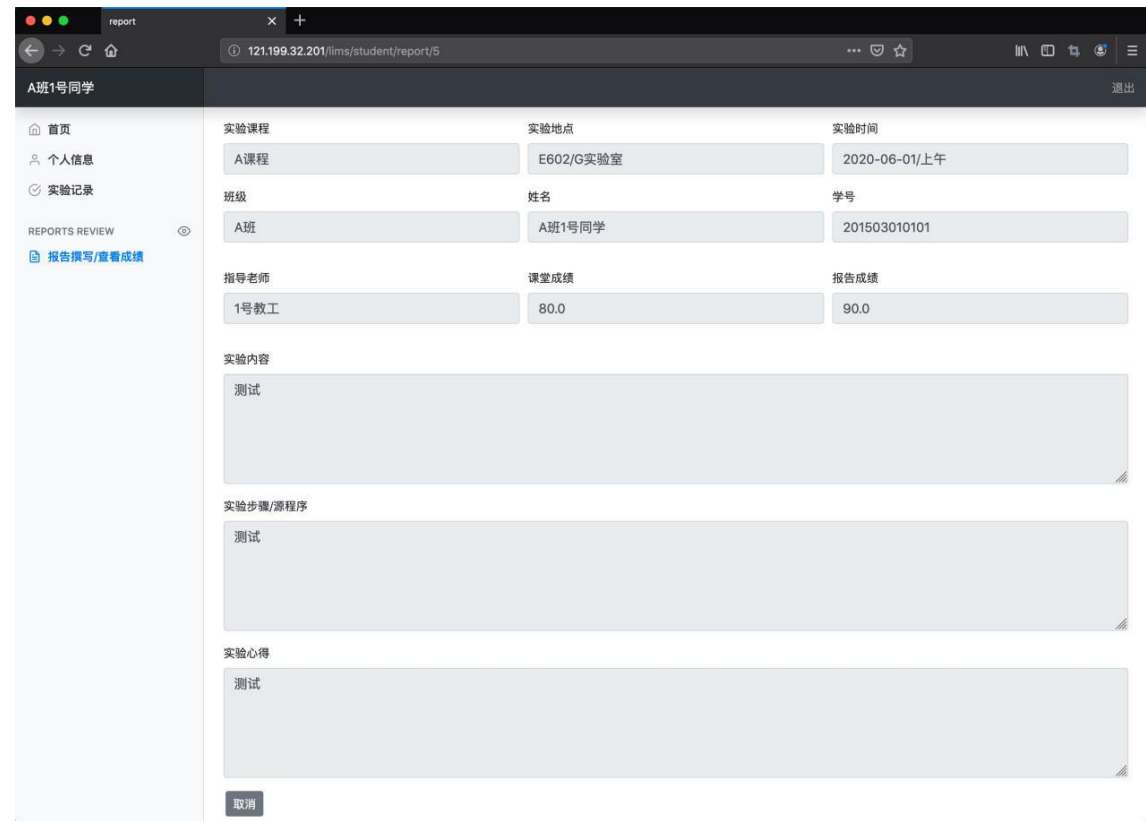 report
121.199.32.201/lims/student/report/5
A班1号同学
退出
首页
个人信息
实验记录
REPORTS REVIEW
报告撰写/查看成绩
实验课程 实验地点 实验时间
A课程 E602/G实验室 2020-06-01/上午
班级 姓名 学号
A班 A班1号同学 201503010101
指导老师 课堂成绩 报告成绩
1号教工 80.0 90.0
实验内容
测试
实验步骤/源程序
测试
实验心得
测试
取消